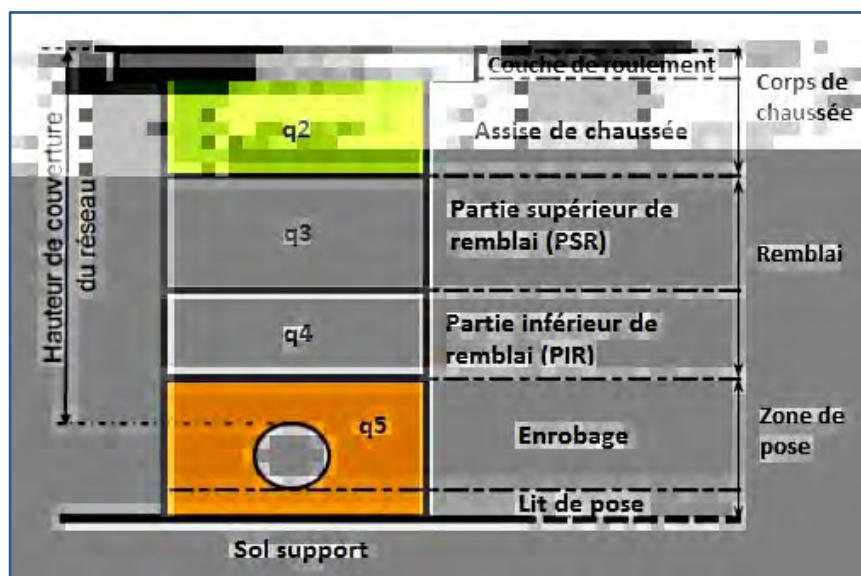 Couche de roulement
Corps de
chaussée
q2
Assise de chaussée
Hauteur de couverture
du réseau
q3
Partie supérieur de
remblai (PSR)
Remblai
q4
Partie inférieur de
remblai (PIR)
q5
Enrobage
Zone de
pose
Lit de pose
Sol support